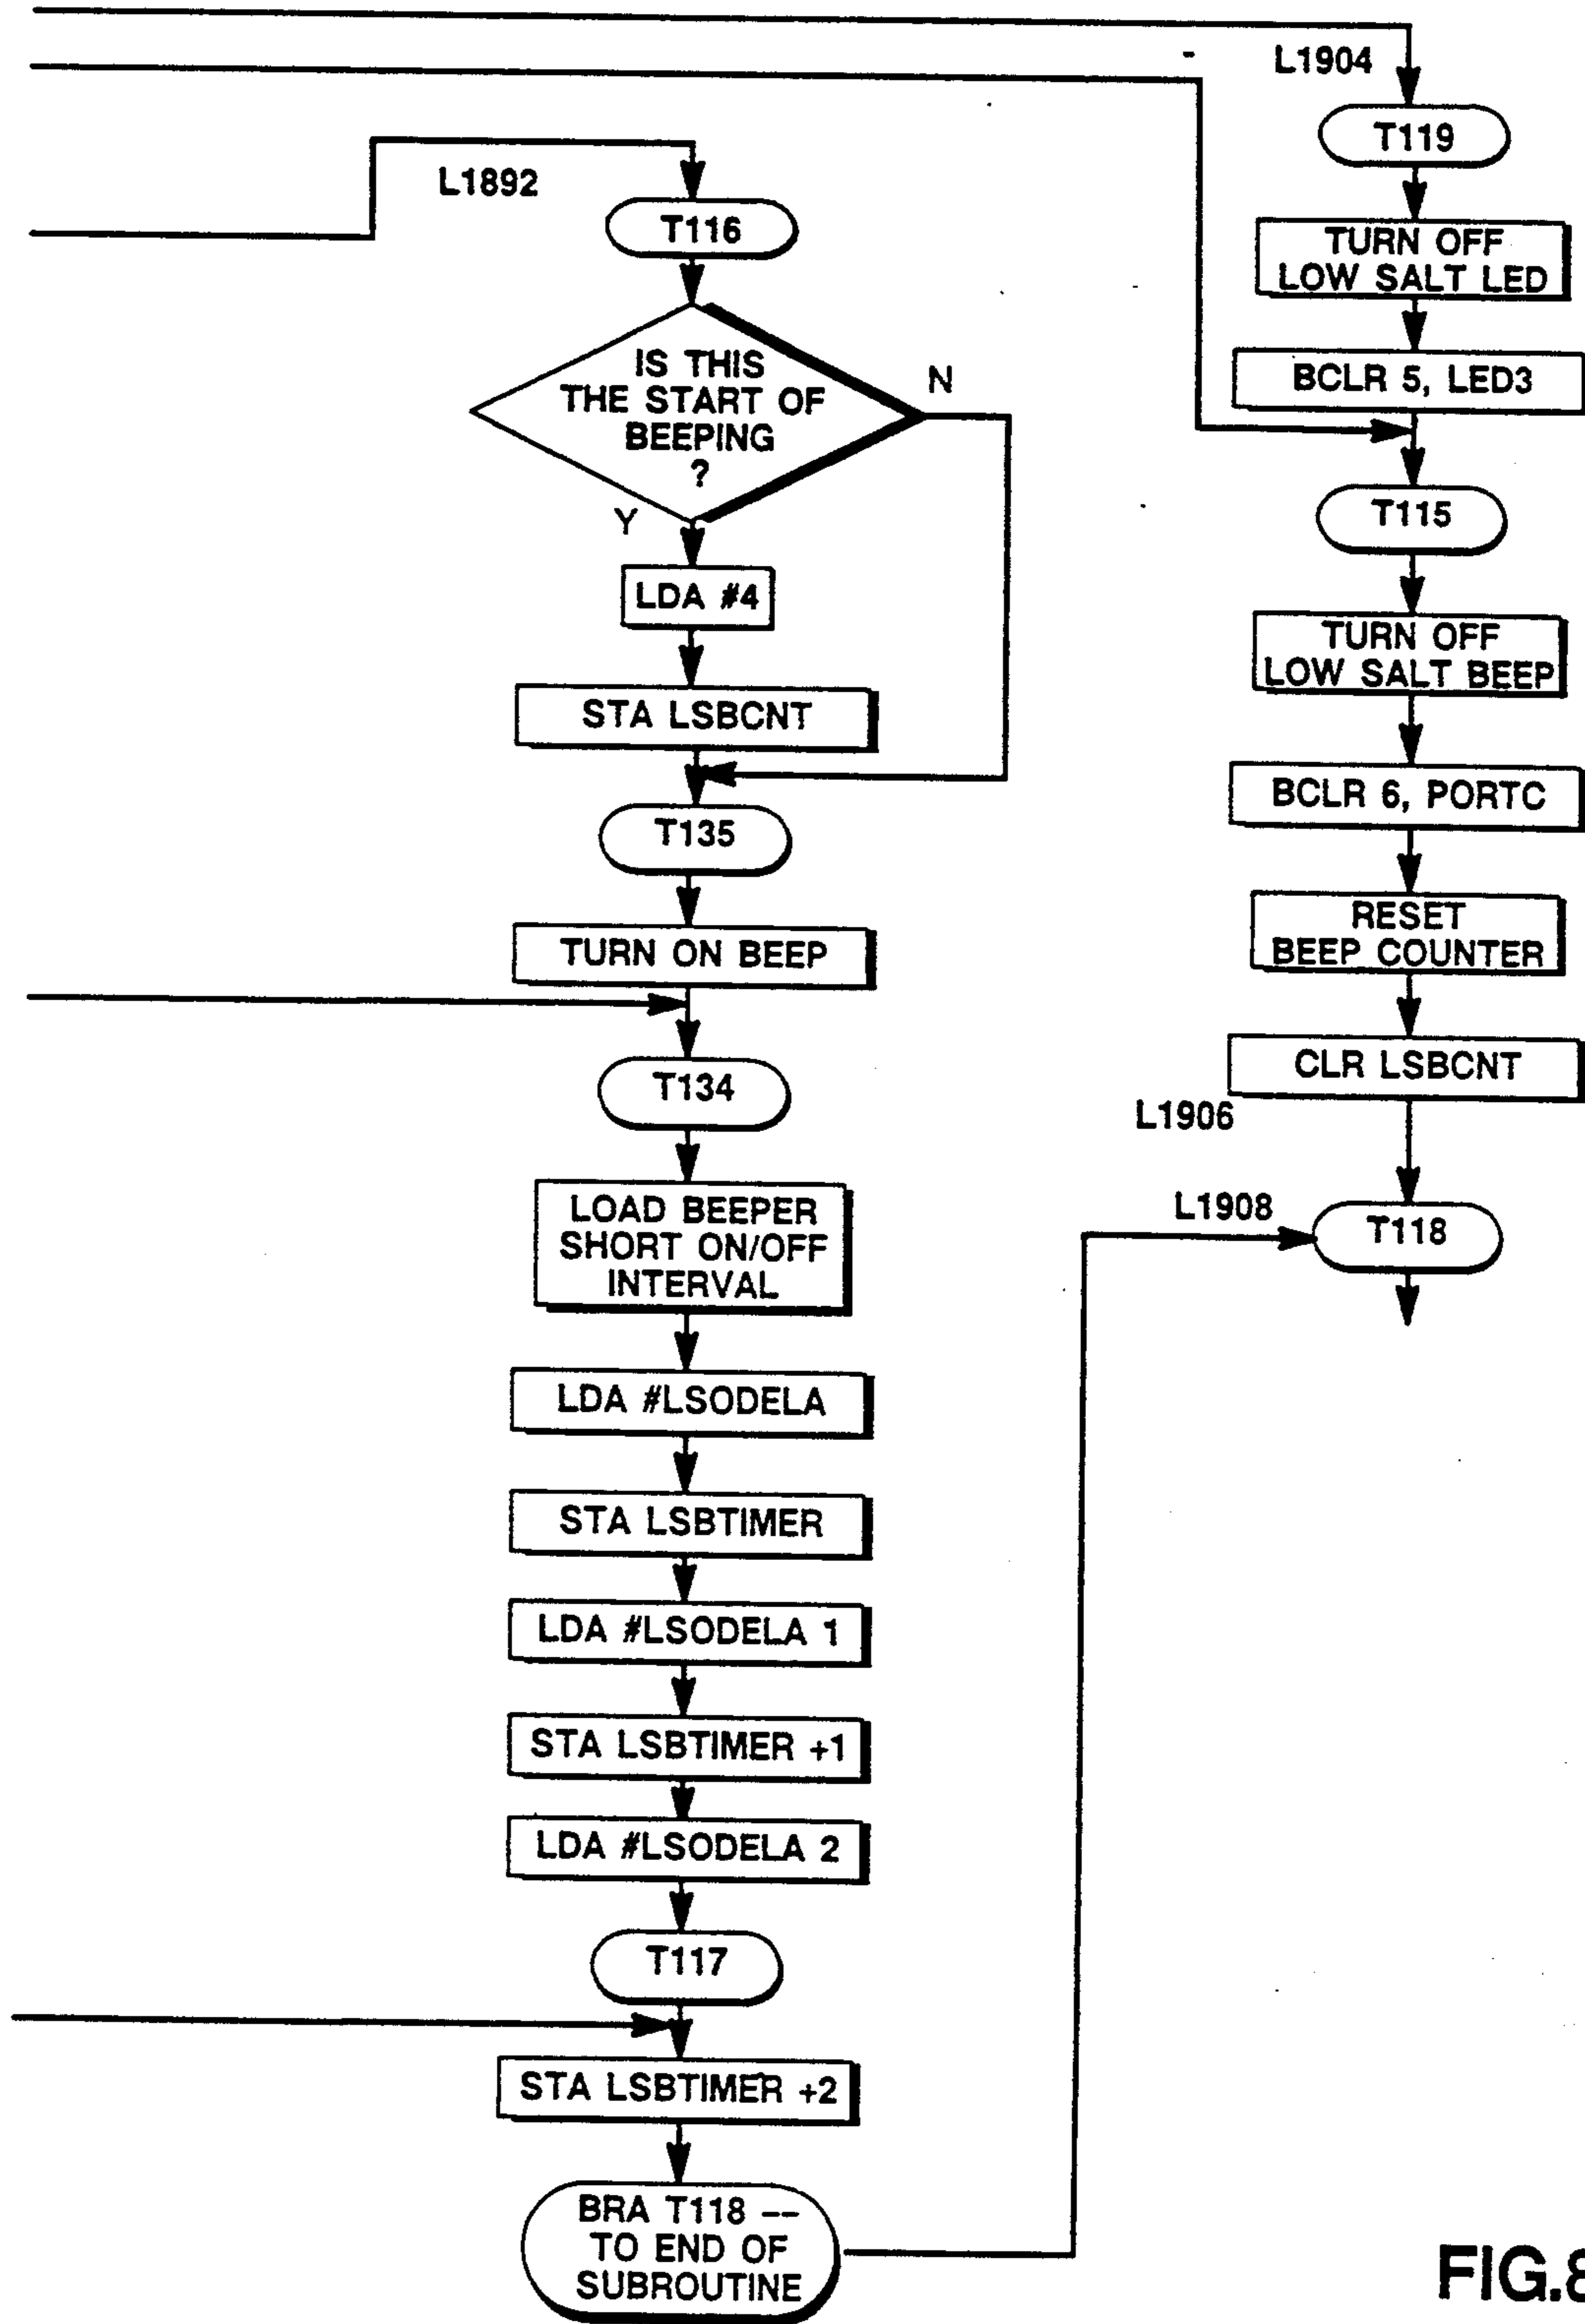 L1892
T116
IS THIS
THE START OF
BEEPING
?
N
Y
LDA #4
STA LSBCNT
T135
TURN ON BEEP
T134
LOAD BEEPER
SHORT ON/OFF
INTERVAL
LDA #LSODELA
STA LSBTIMER
LDA #LSODELA 1
STA LSBTIMER +1
LDA #LSODELA 2
T117
STA LSBTIMER +2
BRA T118 --
TO END OF
SUBROUTINE
L1904
T119
TURN OFF
LOW SALT LED
BCLR 5, LED3
T115
TURN OFF
LOW SALT BEEP
BCLR 6, PORTC
RESET
BEEP COUNTER
CLR LSBCNT
L1906
L1908
T118
FIG.8